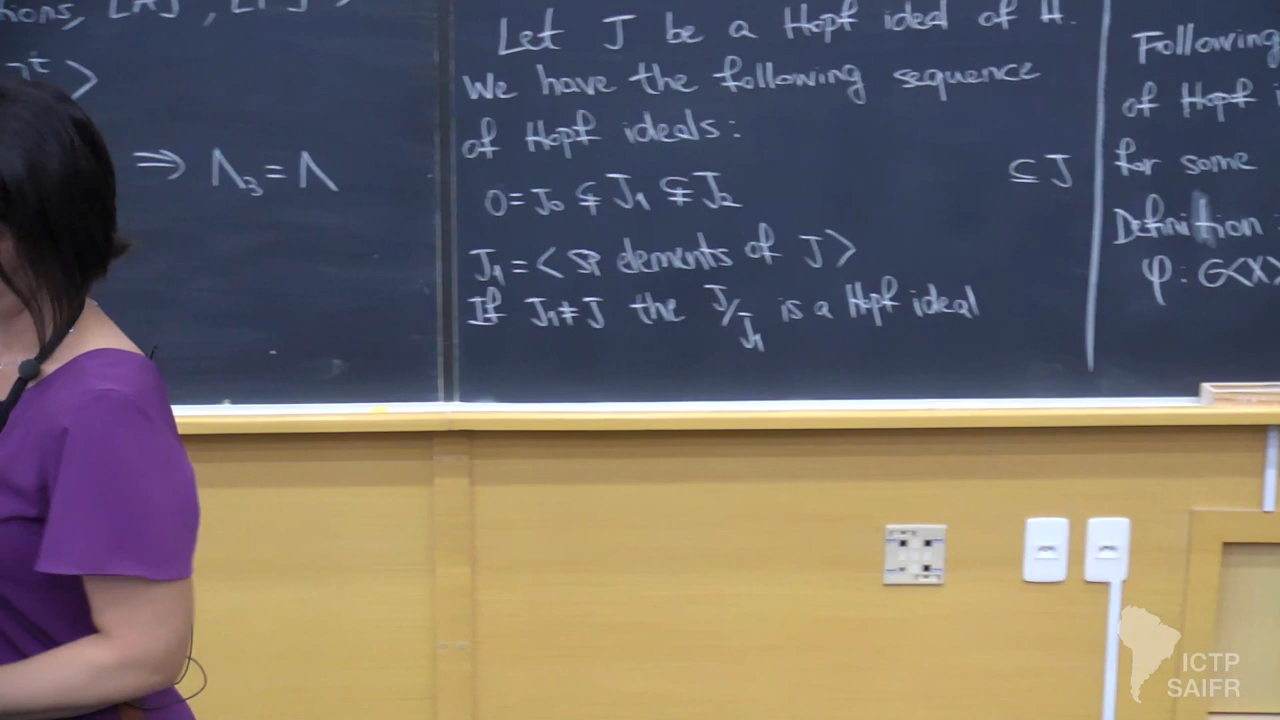 tions,
⇒ Λ₃ = Λ
Let J be a Hopf ideal of H.
We have the following sequence
of Hopf ideals:
0 = J₀ ⊊ J₁ ⊊ J₂ ⊆ J
J₁ = < sp elements of J >
If J₁ ≠ J the J/J₁ is a Hopf ideal
Following
of Hopf
for some
Definition
φ: G<X>
ICTP
SAIFR